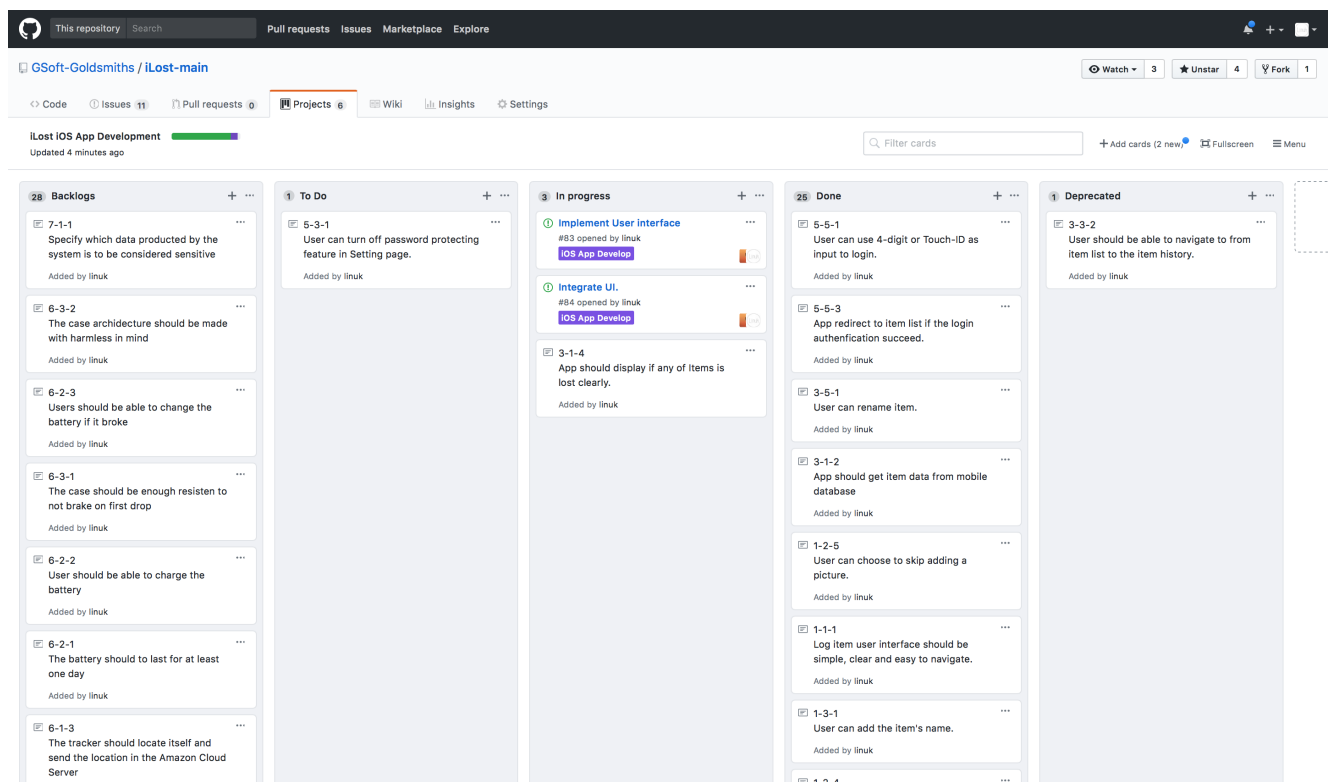 This repository Search Pull requests Issues Marketplace Explore
GSoft-Goldsmiths / iLost-main
Watch 3 Unstar 4 Fork 1
Code Issues 11 Pull requests 0 Projects 6 Wiki Insights Settings
iLost iOS App Development
Updated 4 minutes ago
Filter cards
Add cards (2 new) Fullscreen Menu
28 Backlogs
7-1-1
Specify which data producted by the
system is to be considered sensitive
Added by linuk
6-3-2
The case archidecture should be made
with harmless in mind
Added by linuk
6-2-3
Users should be able to change the
battery if it broke
Added by linuk
6-3-1
The case should be enough resisten to
not brake on first drop
Added by linuk
6-2-2
User should be able to charge the
battery
Added by linuk
6-2-1
The battery should to last for at least
one day
Added by linuk
6-1-3
The tracker should locate itself and
send the location in the Amazon Cloud
Server
1 To Do
5-3-1
User can turn off password protecting
feature in Setting page.
Added by linuk
3 In progress
Implement User interface
#83 opened by linuk
iOS App Develop
Integrate UI.
#84 opened by linuk
iOS App Develop
3-1-4
App should display if any of Items is
lost clearly.
Added by linuk
25 Done
5-5-1
User can use 4-digit or Touch-ID as
input to login.
Added by linuk
5-5-3
App redirect to item list if the login
authenfication succeed.
Added by linuk
3-5-1
User can rename item.
Added by linuk
3-1-2
App should get item data from mobile
database
Added by linuk
1-2-5
User can choose to skip adding a
picture.
Added by linuk
1-1-1
Log item user interface should be
simple, clear and easy to navigate.
Added by linuk
1-3-1
User can add the item's name.
Added by linuk
1 Deprecated
3-3-2
User should be able to navigate to from
item list to the item history.
Added by linuk